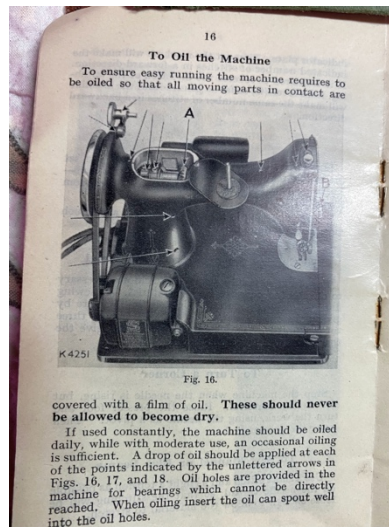 16
To Oil the Machine
To ensure easy running the machine requires to
be oiled so that all moving parts in contact are
A
B
K4251
Fig. 16.
covered with a film of oil. These should never
be allowed to become dry.
If used constantly, the machine should be oiled
daily, while with moderate use, an occasional oiling
is sufficient. A drop of oil should be applied at each
of the points indicated by the unlettered arrows in
Figs. 16, 17, and 18. Oil holes are provided in the
machine for bearings which cannot be directly
reached. When oiling insert the oil can spout well
into the oil holes.